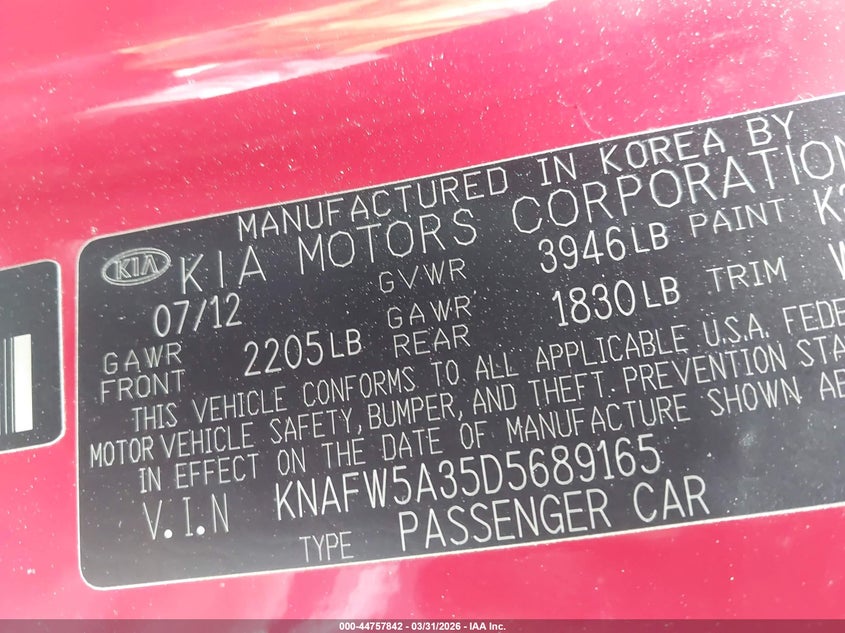 MANUFACTURED IN KOREA BY
KIA KIA MOTORS CORPORATION
07/12 GVWR 3946LB PAINT
GAWR FRONT 2205LB GAWR REAR 1830LB TRIM
THIS VEHICLE CONFORMS TO ALL APPLICABLE U.S.A.
MOTOR VEHICLE SAFETY, BUMPER, AND THEFT. PREVENTION
IN EFFECT ON THE DATE OF MANUFACTURE SHOWN
V.I.N KNAFW5A35D5689165
TYPE PASSENGER CAR
000-44757842 - 03/31/2026 - IAA Inc.